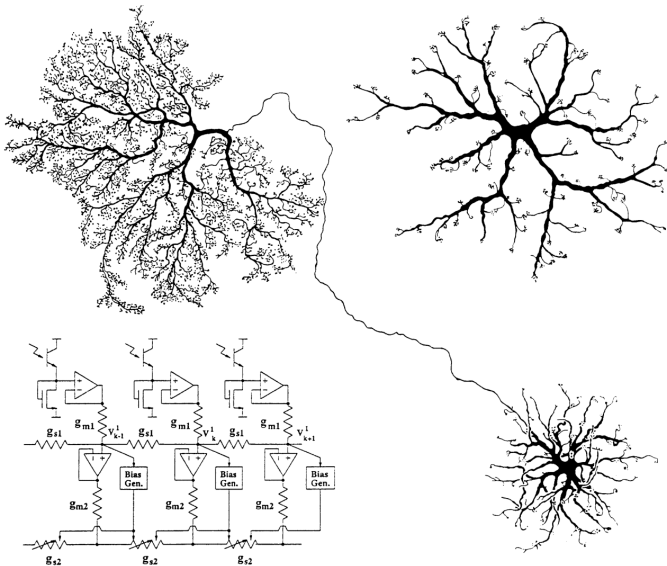 + - + - + -
g_m1 g_m1 g_m1
g_s1 V^1_k-1 g_s1 V^1_k g_s1 V^1_k+1
Bias Gen. Bias Gen. Bias Gen.
g_m2 g_m2 g_m2
g_s2 g_s2 g_s2